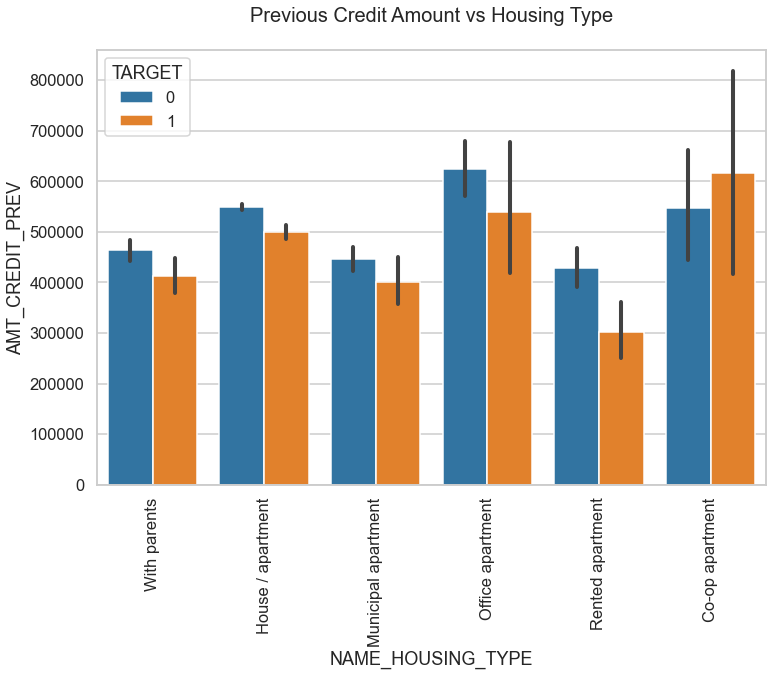 Previous Credit Amount vs Housing Type
TARGET
0
1
AMT_CREDIT_PREV
800000
700000
600000
500000
400000
300000
200000
100000
0
With parents
House / apartment
Municipal apartment
Office apartment
Rented apartment
Co-op apartment
NAME_HOUSING_TYPE